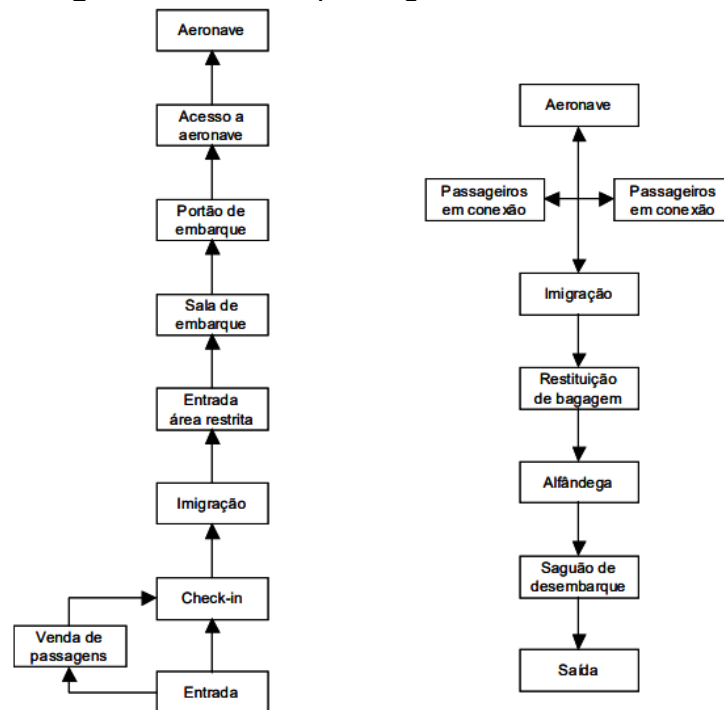 Aeronave
Acesso a
aeronave
Portão de
embarque
Sala de
embarque
Entrada
área restrita
Imigração
Check-in
Venda de
passagens
Entrada
Aeronave
Passageiros
em conexão
Passageiros
em conexão
Imigração
Restituição
de bagagem
Alfândega
Saguão de
desembarque
Saída